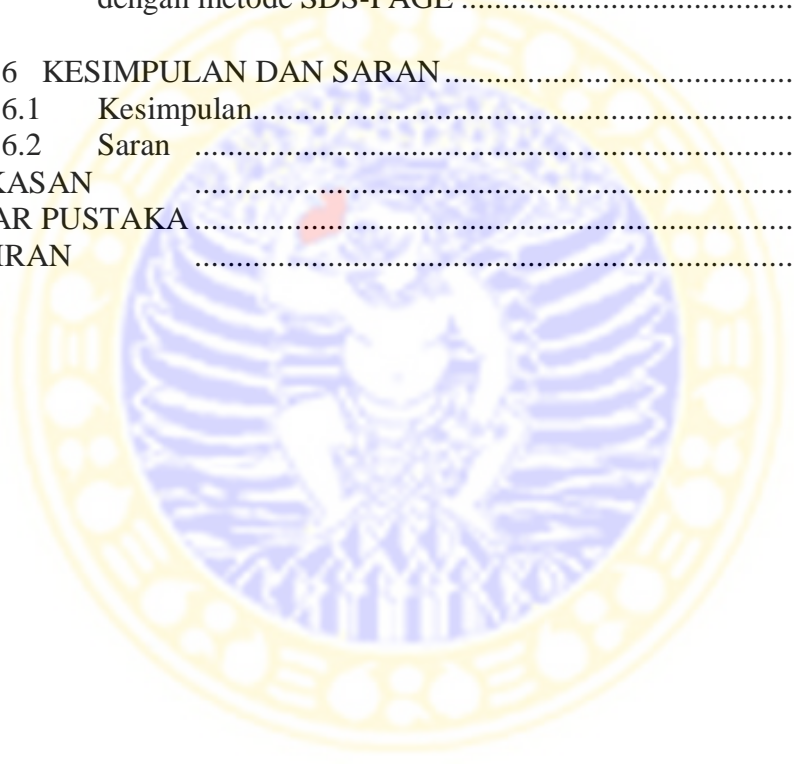 dengan metode SDS-PAGE ....................................................
6 KESIMPULAN DAN SARAN ......................................................
6.1 Kesimpulan..............................................................................
6.2 Saran ..............................................................................
KASAN ..............................................................................
AR PUSTAKA ..............................................................................
IRAN ..............................................................................